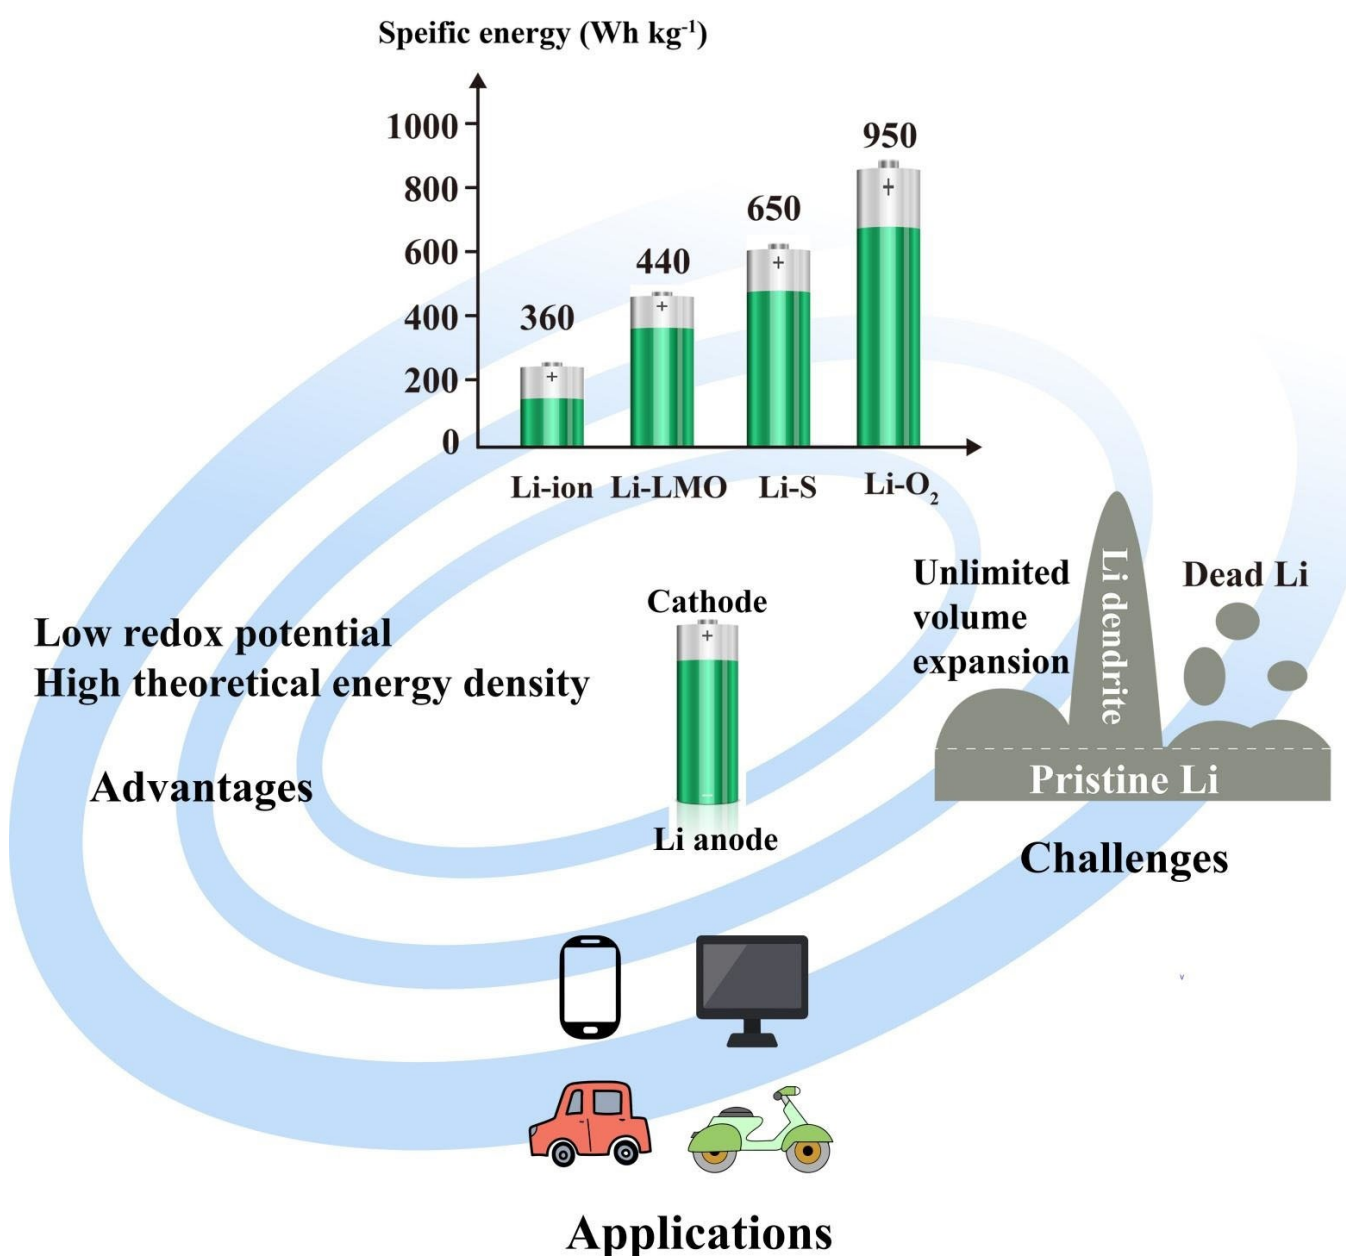 Speific energy (Wh kg⁻¹)
1000
800
600
400
200
0
360
440
650
950
+
+
+
+
Li-ion
Li-LMO
Li-S
Li-O₂
Low redox potential
High theoretical energy density
Advantages
Cathode
+
Li anode
Unlimited
volume
expansion
Li dendrite
Dead Li
Pristine Li
Challenges
v
Applications